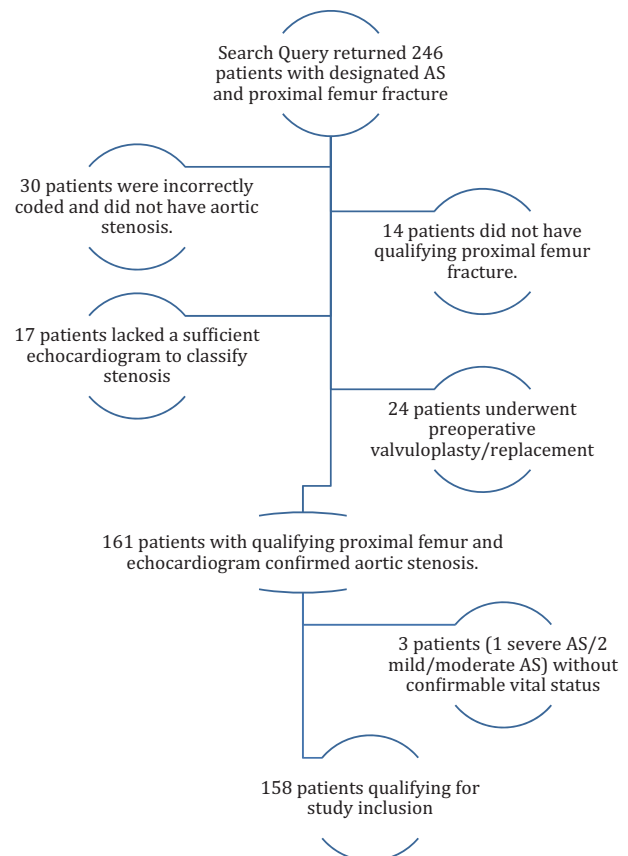 Search Query returned 246
patients with designated AS
and proximal femur fracture
30 patients were incorrectly
coded and did not have aortic
stenosis.
14 patients did not have
qualifying proximal femur
fracture.
17 patients lacked a sufficient
echocardiogram to classify
stenosis
24 patients underwent
preoperative
valvuloplasty/replacement
161 patients with qualifying proximal femur and
echocardiogram confirmed aortic stenosis.
3 patients (1 severe AS/2
mild/moderate AS) without
confirmable vital status
158 patients qualifying for
study inclusion